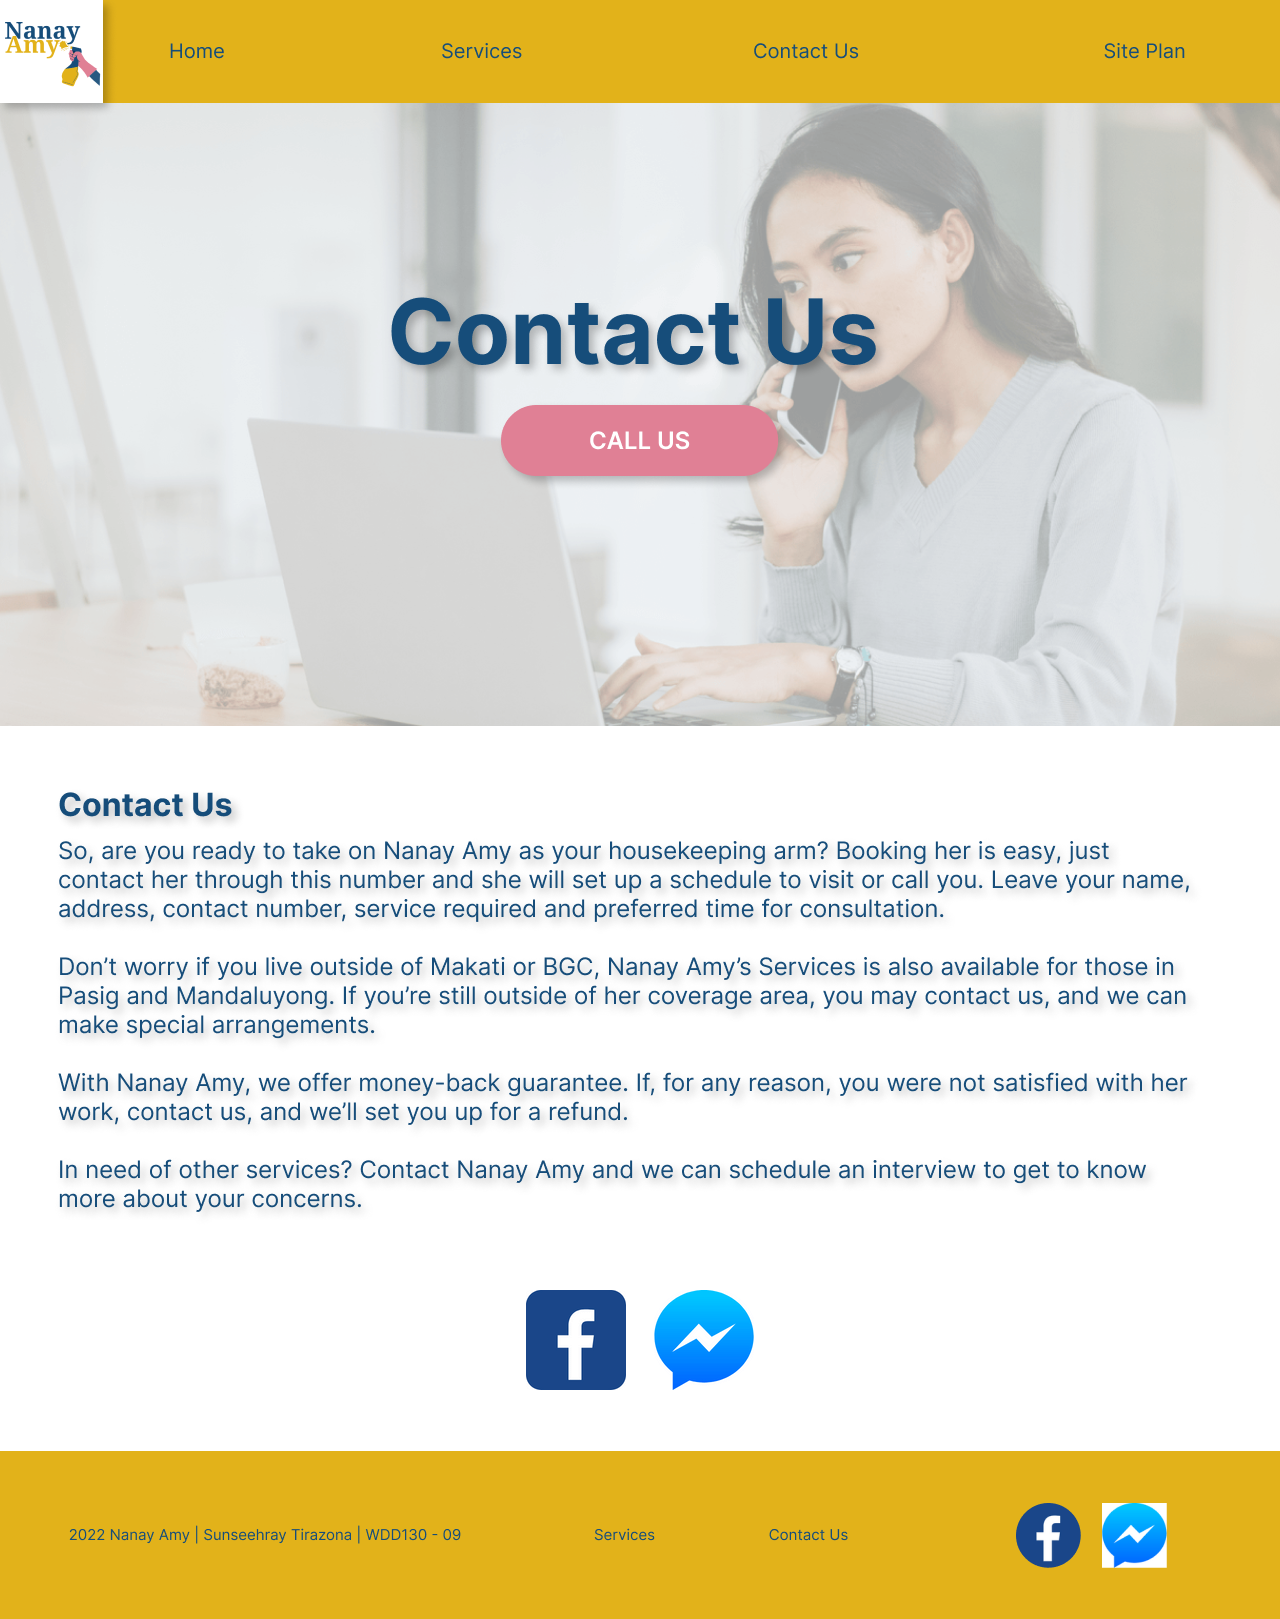 Nanay
Amy
Home
Services
Contact Us
Site Plan
Contact Us
CALL US
Contact Us
So, are you ready to take on Nanay Amy as your housekeeping arm? Booking her is easy, just
contact her through this number and she will set up a schedule to visit or call you. Leave your name,
address, contact number, service required and preferred time for consultation.
Don’t worry if you live outside of Makati or BGC, Nanay Amy’s Services is also available for those in
Pasig and Mandaluyong. If you’re still outside of her coverage area, you may contact us, and we can
make special arrangements.
With Nanay Amy, we offer money-back guarantee. If, for any reason, you were not satisfied with her
work, contact us, and we’ll set you up for a refund.
In need of other services? Contact Nanay Amy and we can schedule an interview to get to know
more about your concerns.
2022 Nanay Amy | Sunseehray Tirazona | WDD130 - 09
Services
Contact Us